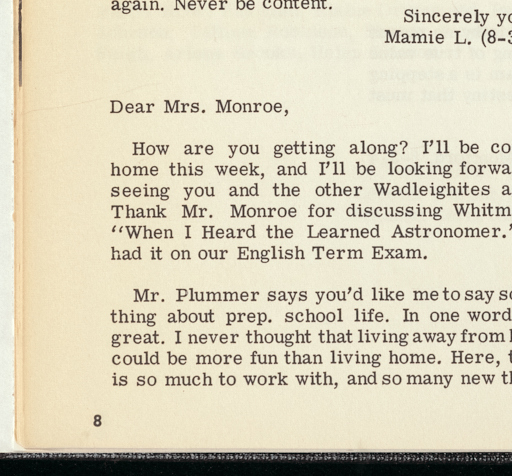 again. Never be content.
Sincerely yo
Mamie L. (8-3
Dear Mrs. Monroe,
How are you getting along? I'll be co
home this week, and I'll be looking forwa
seeing you and the other Wadleighites a
Thank Mr. Monroe for discussing Whitm
"When I Heard the Learned Astronomer."
had it on our English Term Exam.
Mr. Plummer says you'd like me to say so
thing about prep. school life. In one word
great. I never thought that living away from h
could be more fun than living home. Here, t
is so much to work with, and so many new th
8